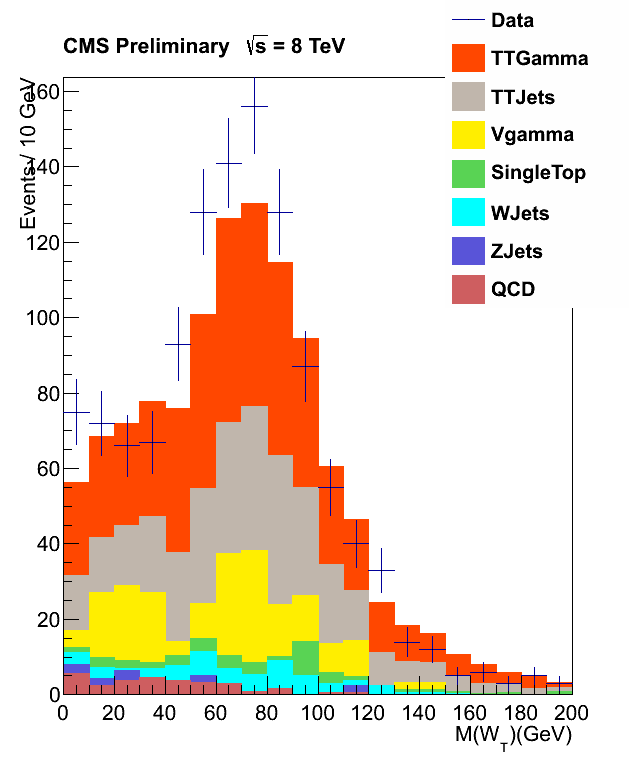 Data
CMS Preliminary √s = 8 TeV
TTGamma
TTJets
Vgamma
SingleTop
WJets
ZJets
QCD
Events / 10 GeV
160
140
120
100
80
60
40
20
0
0 20 40 60 80 100 120 140 160 180 200
M(W_T)(GeV)